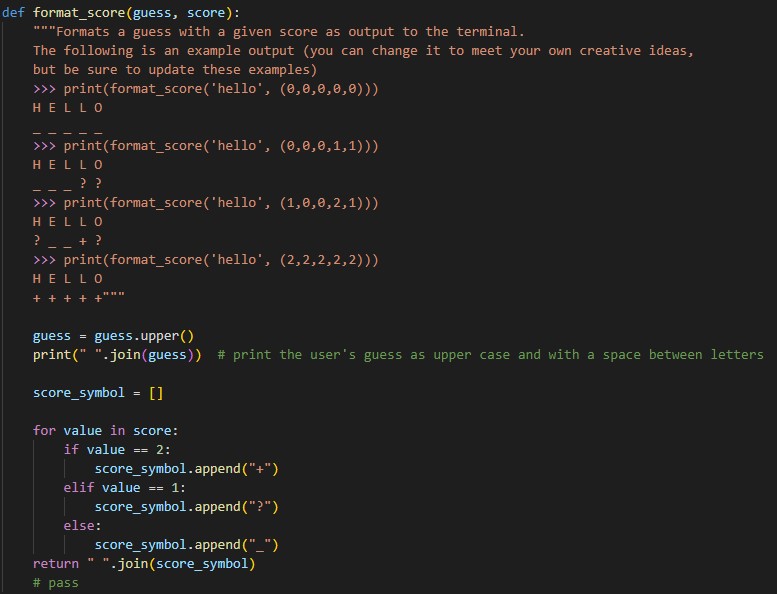 def format_score(guess, score):
    """Formats a guess with a given score as output to the terminal.
    The following is an example output (you can change it to meet your own creative ideas,
    but be sure to update these examples)
    >>> print(format_score('hello', (0,0,0,0,0)))
    H E L L O
    _ _ _ _ _
    >>> print(format_score('hello', (0,0,0,1,1)))
    H E L L O
    _ _ _ ? ?
    >>> print(format_score('hello', (1,0,0,2,1)))
    H E L L O
    ? _ _ + ?
    >>> print(format_score('hello', (2,2,2,2,2)))
    H E L L O
    + + + + +"""

    guess = guess.upper()
    print(" ".join(guess))  # print the user's guess as upper case and with a space between letters

    score_symbol = []

    for value in score:
        if value == 2:
            score_symbol.append("+")
        elif value == 1:
            score_symbol.append("?")
        else:
            score_symbol.append("_")
    return " ".join(score_symbol)
    # pass